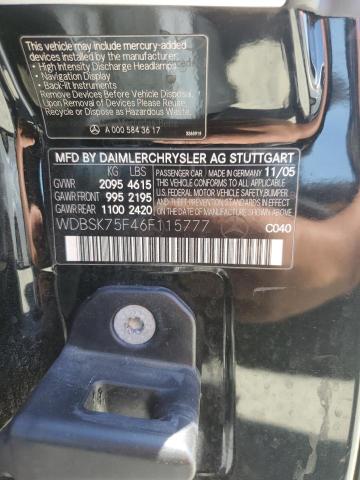 This vehicle may include mercury-added
devices installed by the manufacturer:
- High Intensity Discharge Headlamps
- Navigation Display
- Back-lit Instruments
Remove Devices Before Vehicle Disposal
Upon Removal of Devices Please Reuse,
Recycle or Dispose as Hazardous Waste.
A 000 584 36 17
MFD BY DAIMLERCHRYSLER AG STUTTGART
KG LBS PASSENGER CAR 11/05
GVWR 2095 4615
GAWR FRONT 995 2195
GAWR REAR 1100 2420
THIS VEHICLE CONFORMS TO ALL APPLICABLE
U.S. FEDERAL MOTOR VEHICLE SAFETY, BUMPER,
AND THEFT PREVENTION STANDARDS IN EFFECT ON
THE DATE OF MANUFACTURE SHOWN ABOVE.
WDBSK75F46F115777
C040